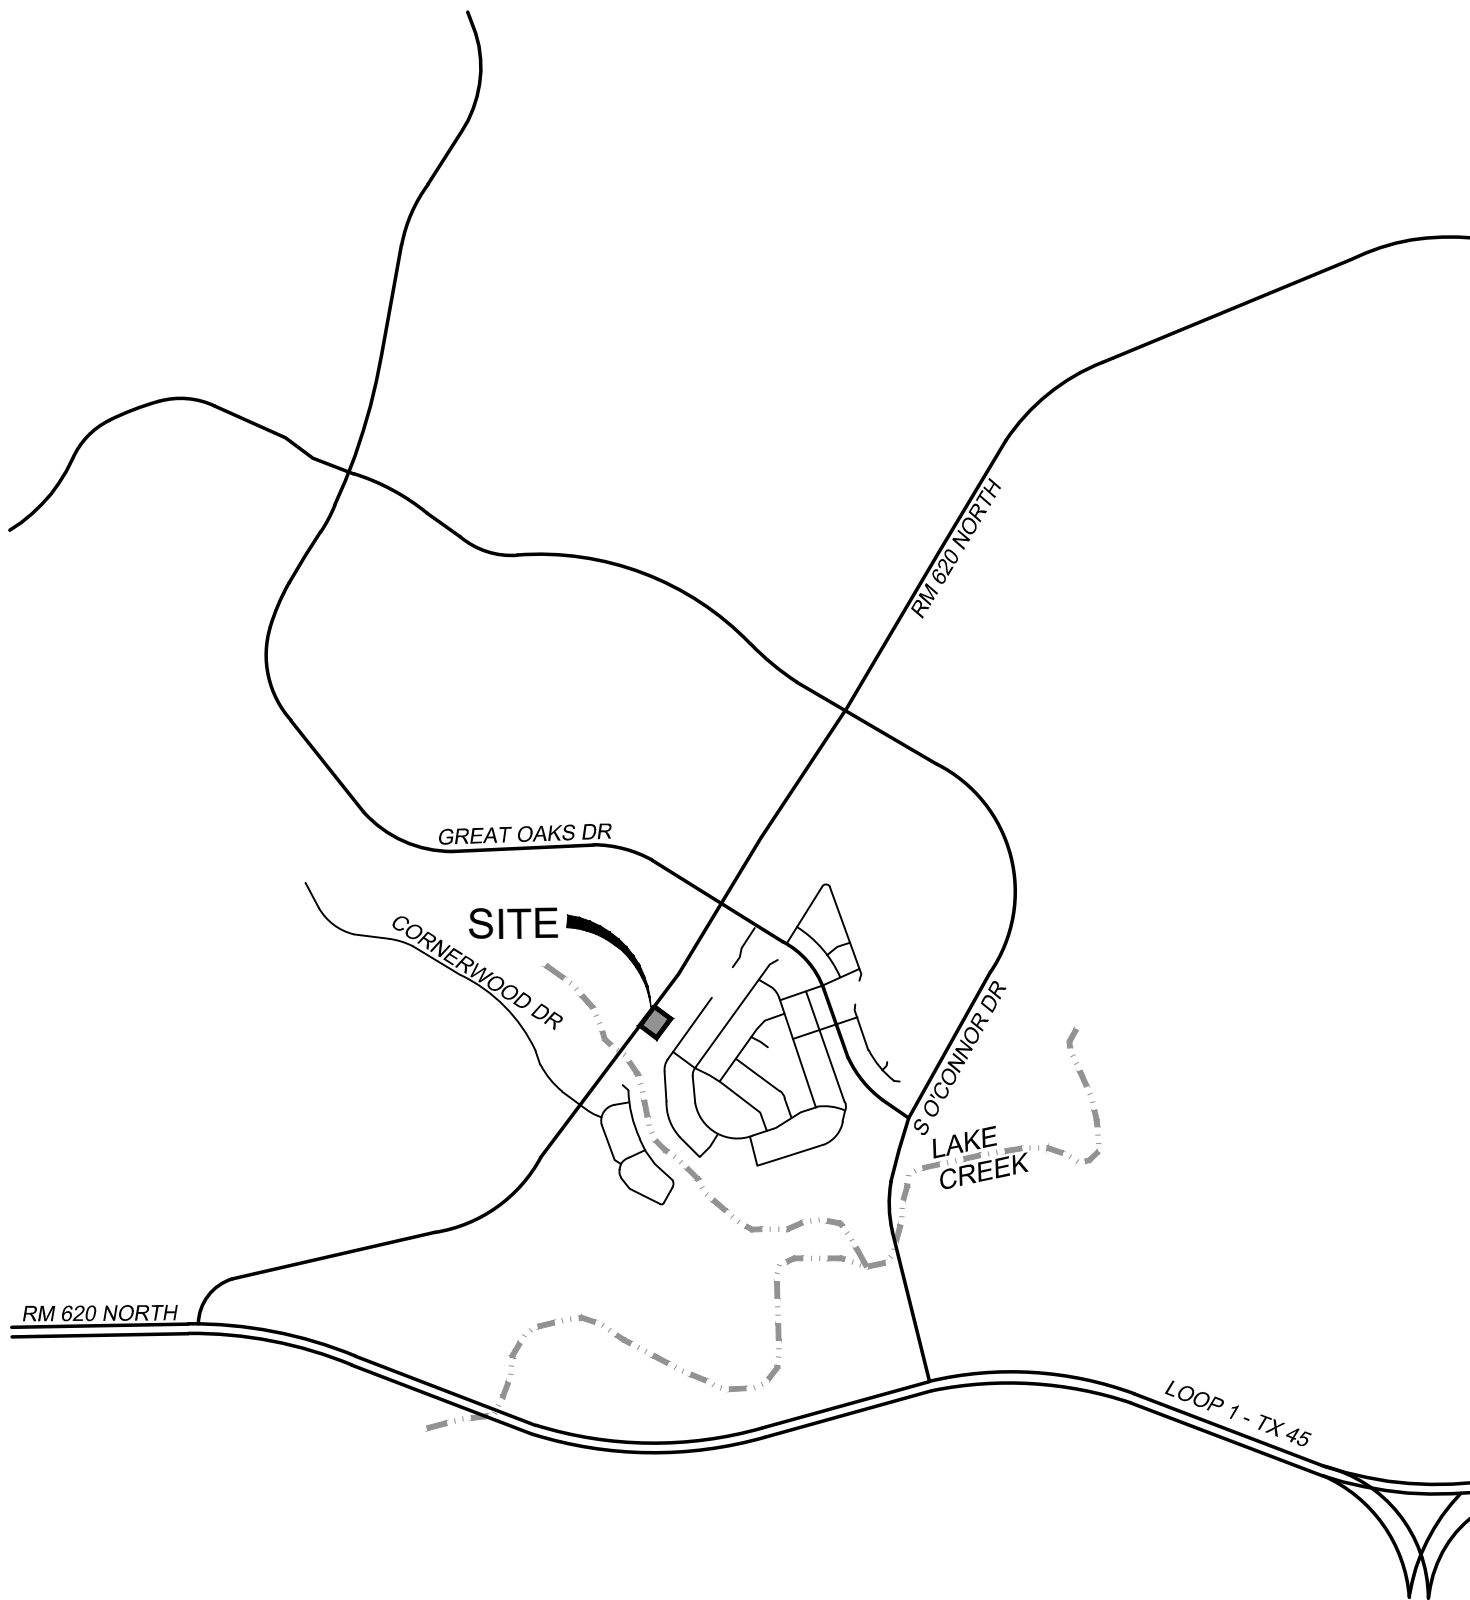 RM 620 NORTH
GREAT OAKS DR
SITE
CORNERWOOD DR
S O'CONNOR DR
LAKE
CREEK
RM 620 NORTH
LOOP 1 - TX 45